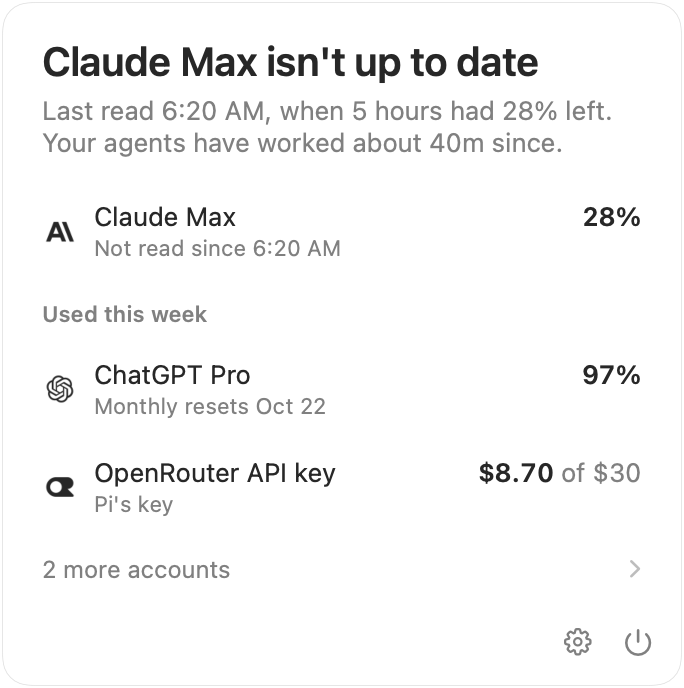 Claude Max isn't up to date
Last read 6:20 AM, when 5 hours had 28% left.
Your agents have worked about 40m since.
Claude Max
28%
Not read since 6:20 AM
Used this week
ChatGPT Pro
97%
Monthly resets Oct 22
OpenRouter API key
$8.70 of $30
Pi's key
2 more accounts